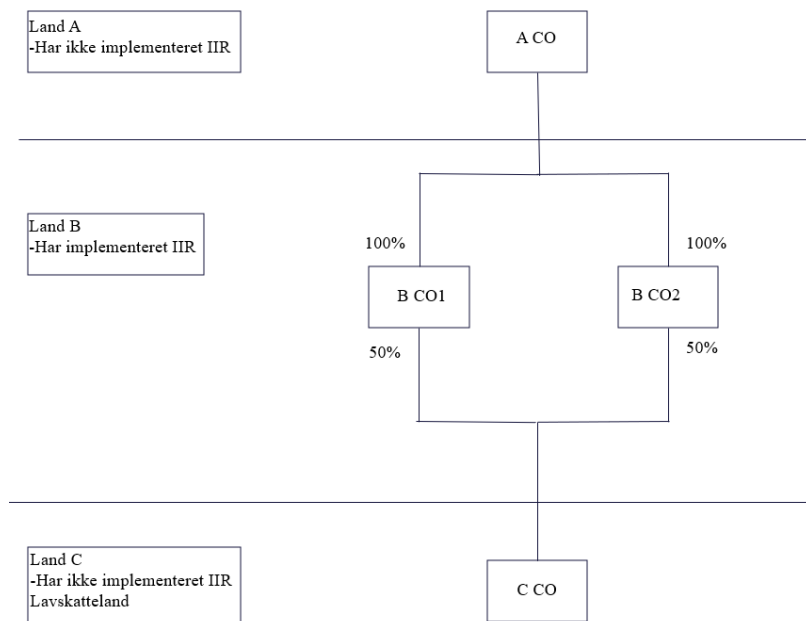 Land A
-Har ikke implementeret IIR
A CO
Land B
-Har implementeret IIR
100%
100%
B CO1
B CO2
50%
50%
Land C
-Har ikke implementeret IIR
Lavskatteland
C CO